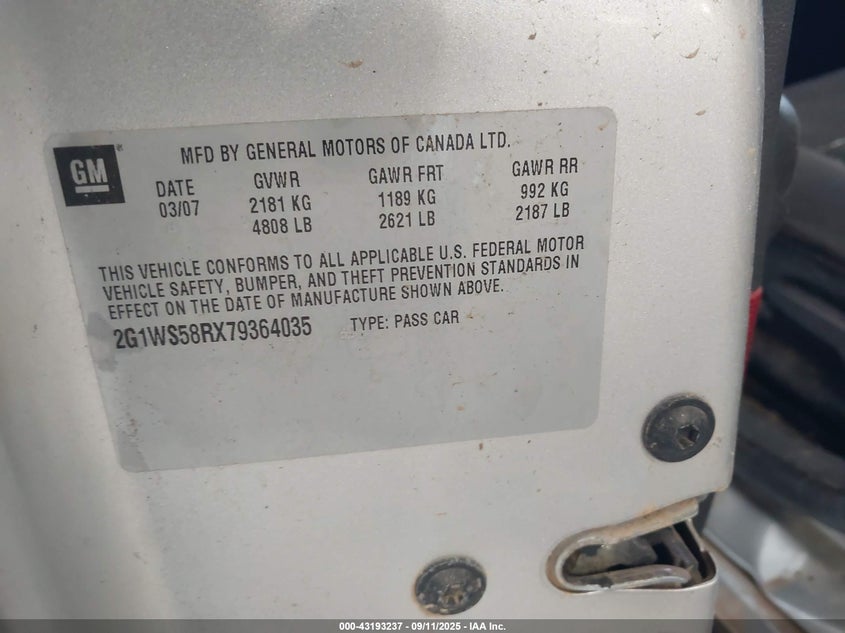 GM
MFD BY GENERAL MOTORS OF CANADA LTD.
DATE GVWR GAWR FRT GAWR RR
03/07 2181 KG 1189 KG 992 KG
4808 LB 2621 LB 2187 LB
THIS VEHICLE CONFORMS TO ALL APPLICABLE U.S. FEDERAL MOTOR
VEHICLE SAFETY, BUMPER, AND THEFT PREVENTION STANDARDS IN
EFFECT ON THE DATE OF MANUFACTURE SHOWN ABOVE.
2G1WS58RX79364035 TYPE: PASS CAR
000-43193237 - 09/11/2025 - IAA Inc.